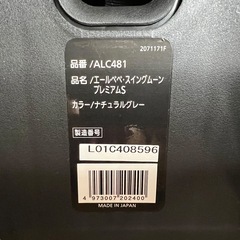 2071171F
品番/ALC481
品名/エールベベ・スイングムーン
プレミアムS
カラー/ナチュラルグレー
製造番号
L01C408596
4 973007 202400
MADE IN JAPAN